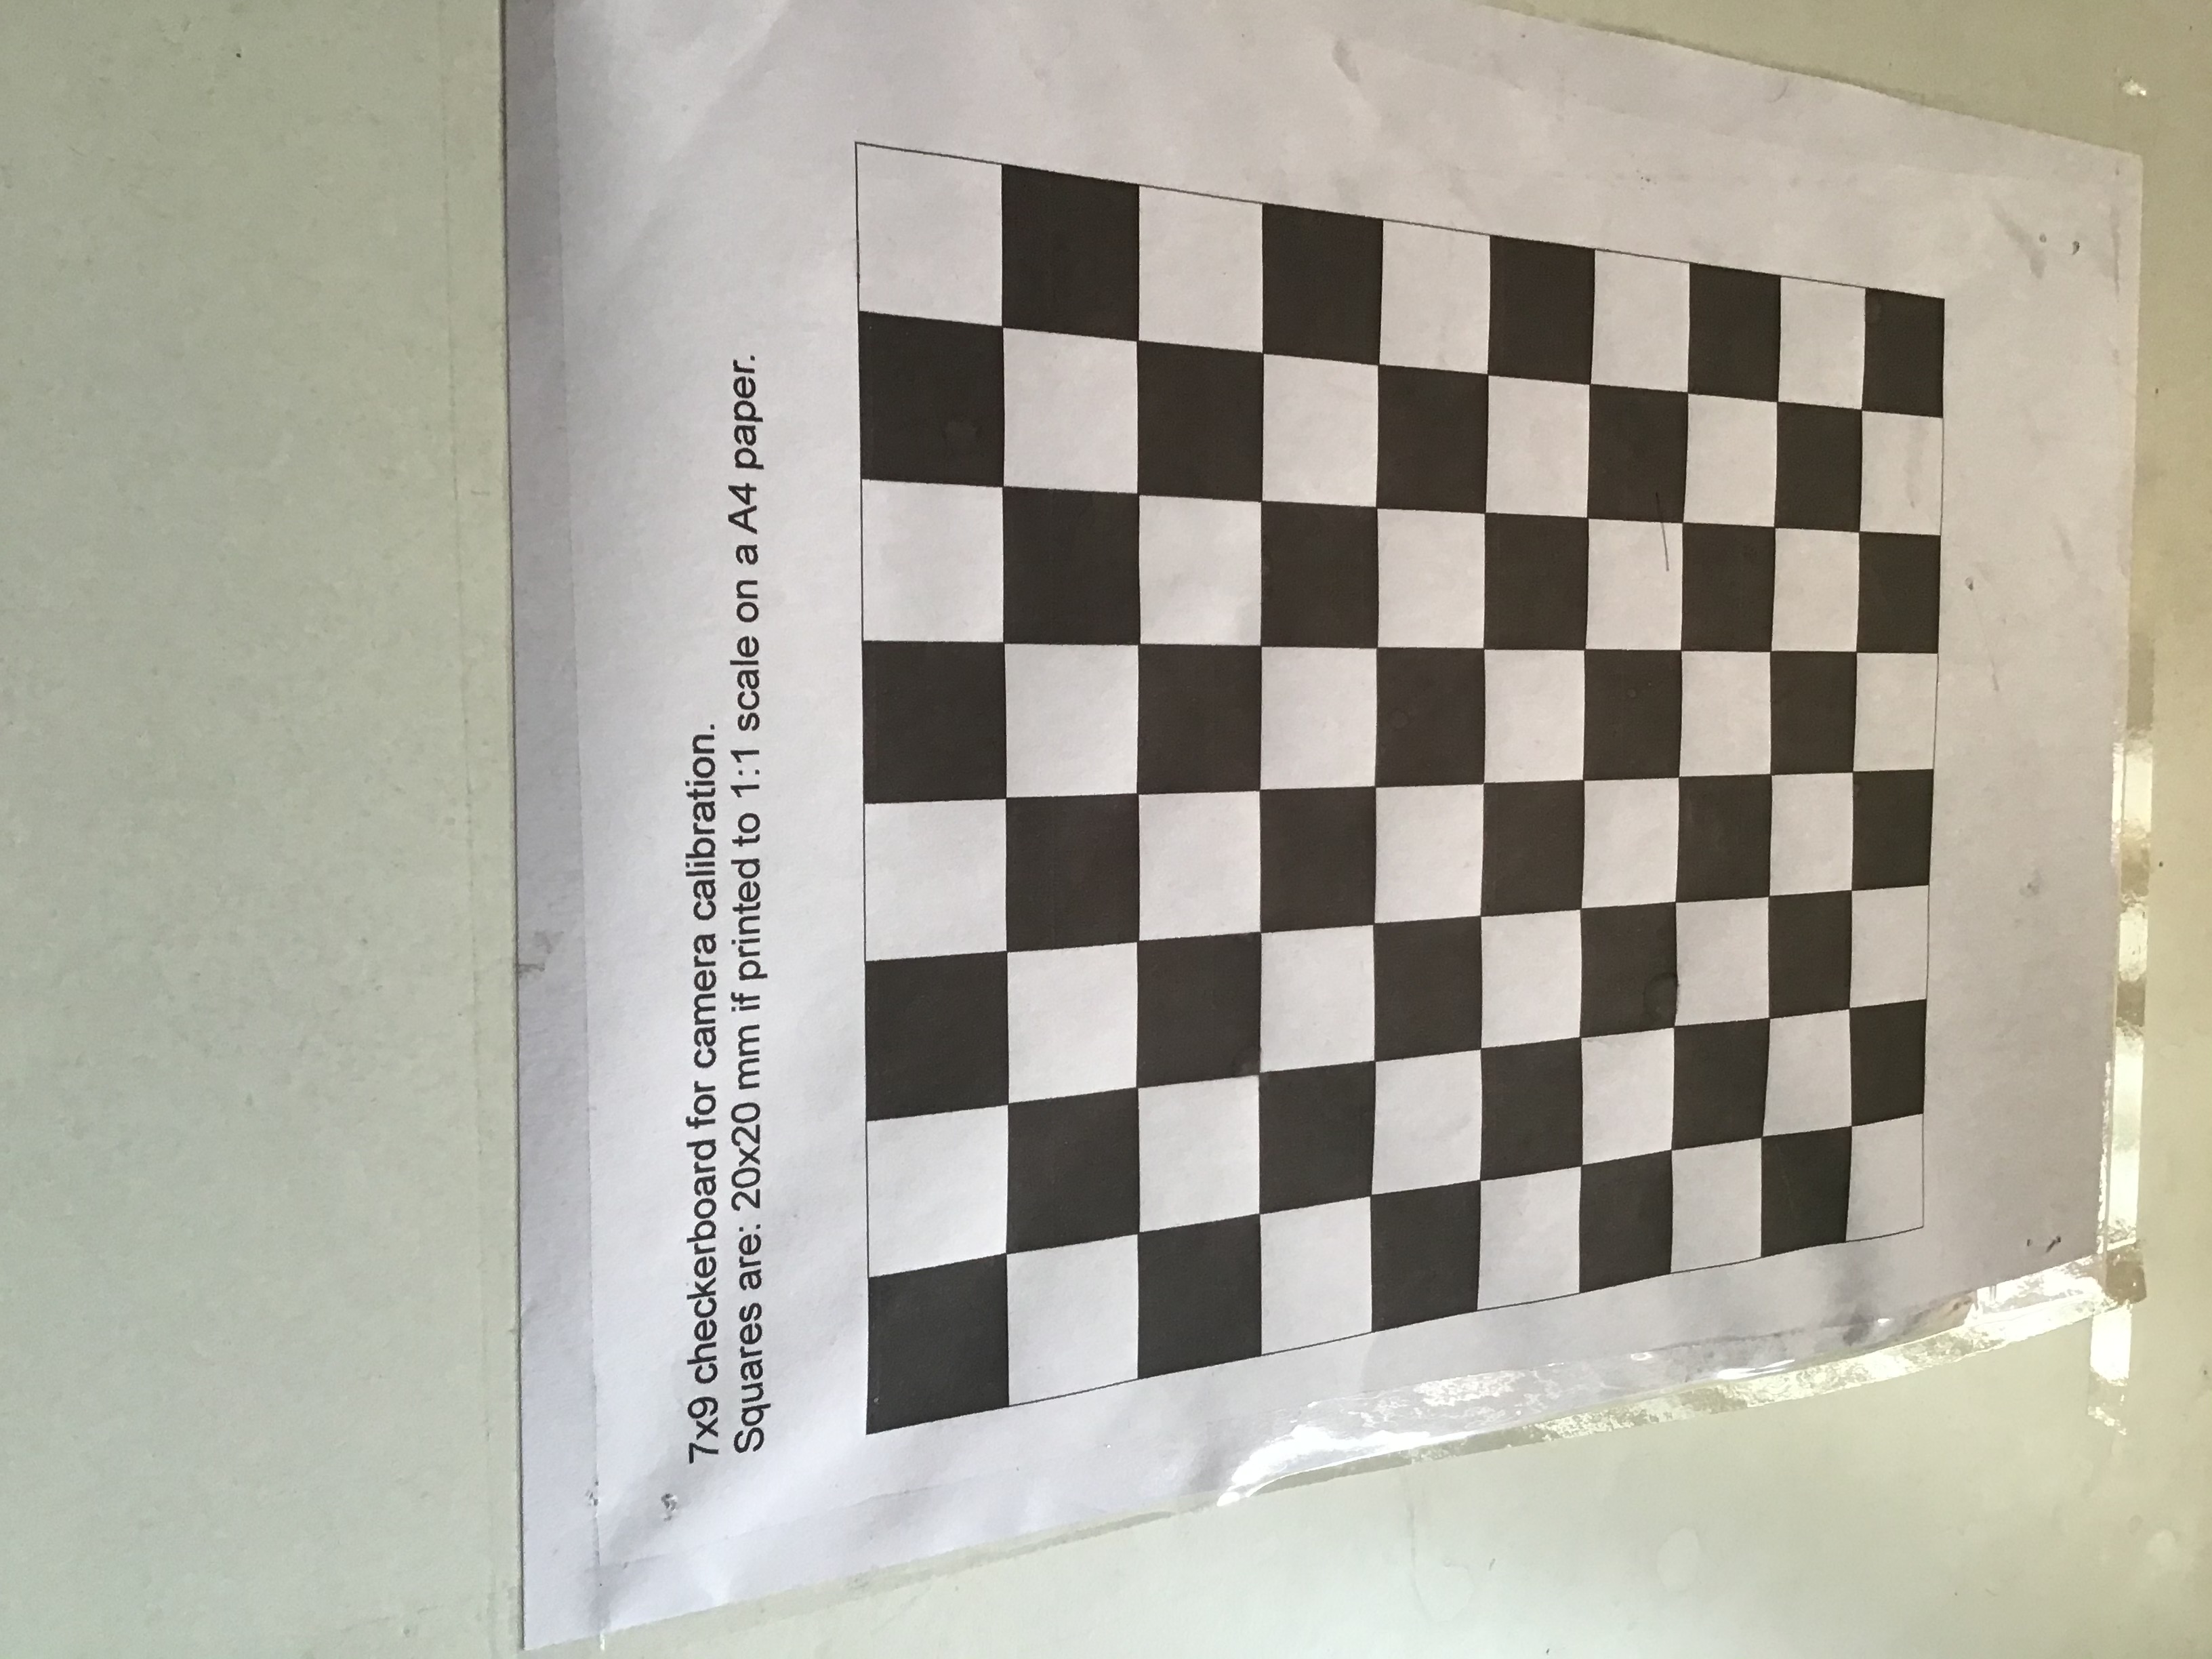 7x9 checkerboard for camera calibration.
Squares are: 20x20 mm if printed to 1:1 scale on a A4 paper.